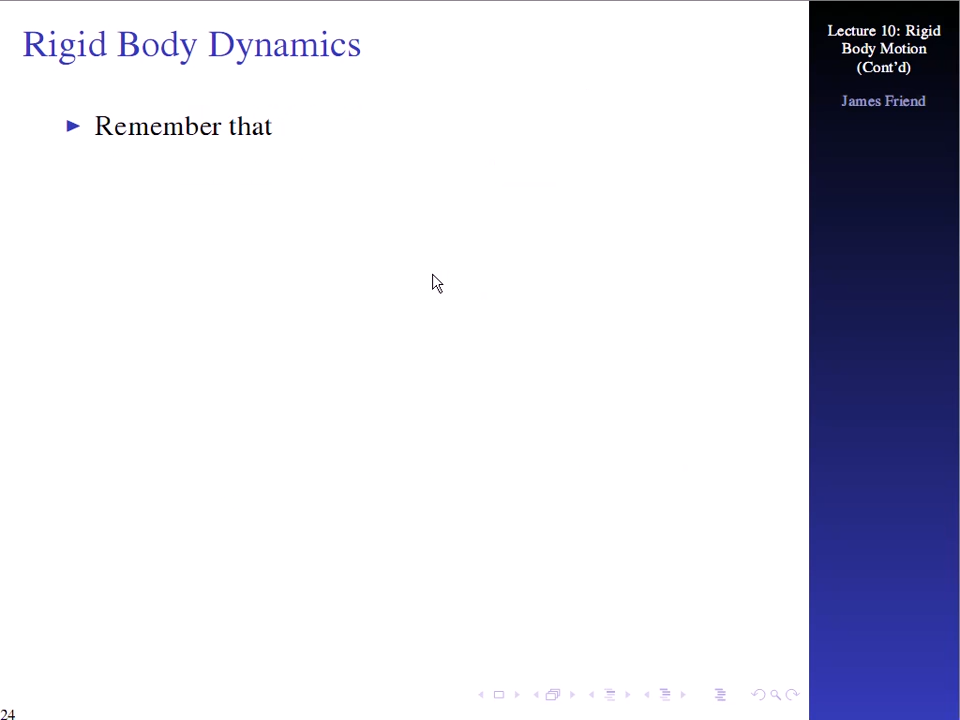 Rigid Body Dynamics
Remember that
Lecture 10: Rigid
Body Motion
(Cont'd)
James Friend
24